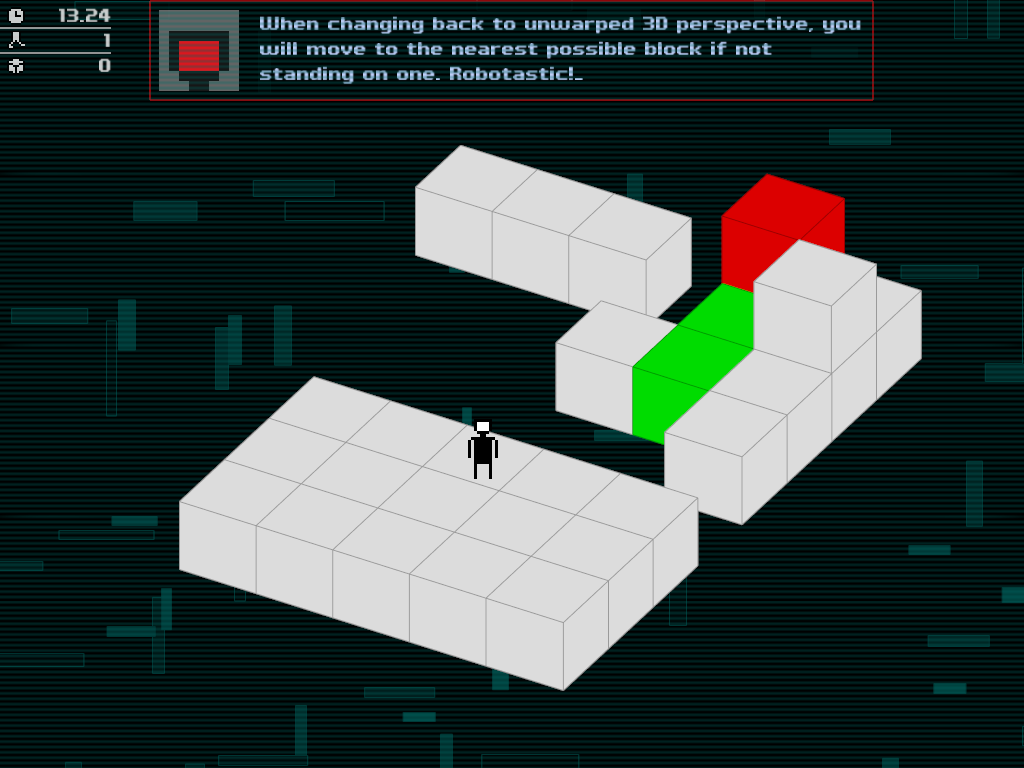 13.24
1
0
When changing back to unwarped 3D perspective, you
will move to the nearest possible block if not
standing on one. Robotastic!_